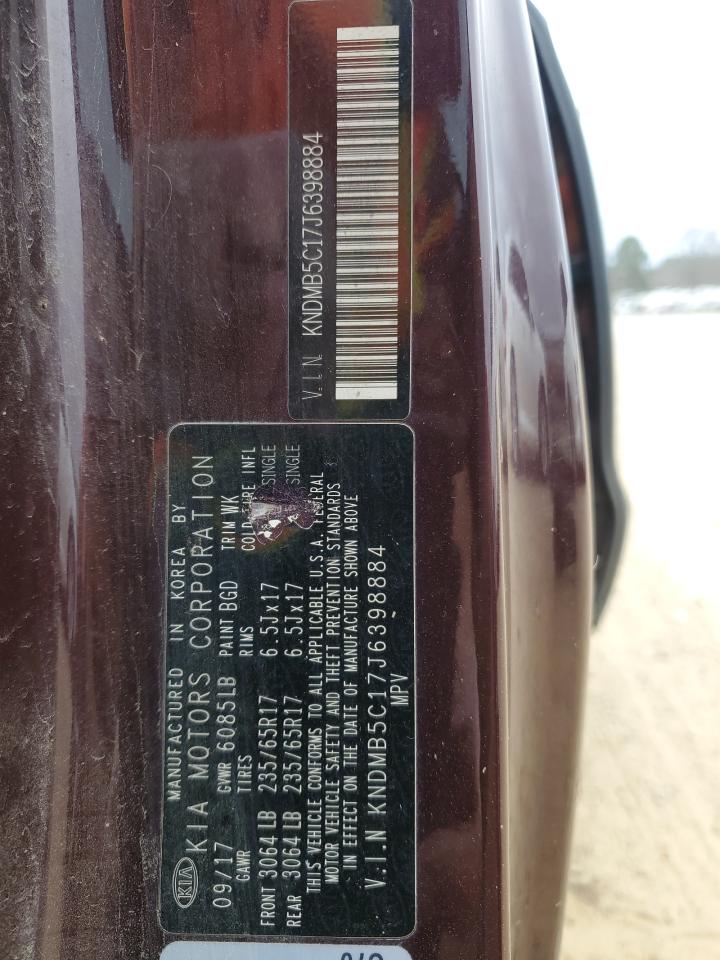 V.I.N KNDMB5C17J6398884
KIA
MANUFACTURED IN KOREA BY
KIA MOTORS CORPORATION
09/17 GVWR 6085LB PAINT BGD TRIM WK
GAWR TIRES RIMS COLD TIRE INFL
FRONT 3064LB 235/65R17 6.5Jx17 SINGLE
REAR 3064LB 235/65R17 6.5Jx17 SINGLE
THIS VEHICLE CONFORMS TO ALL APPLICABLE U.S.A. FEDERAL
MOTOR VEHICLE SAFETY AND THEFT PREVENTION STANDARDS
IN EFFECT ON THE DATE OF MANUFACTURE SHOWN ABOVE
V.I.N KNDMB5C17J6398884
MPV